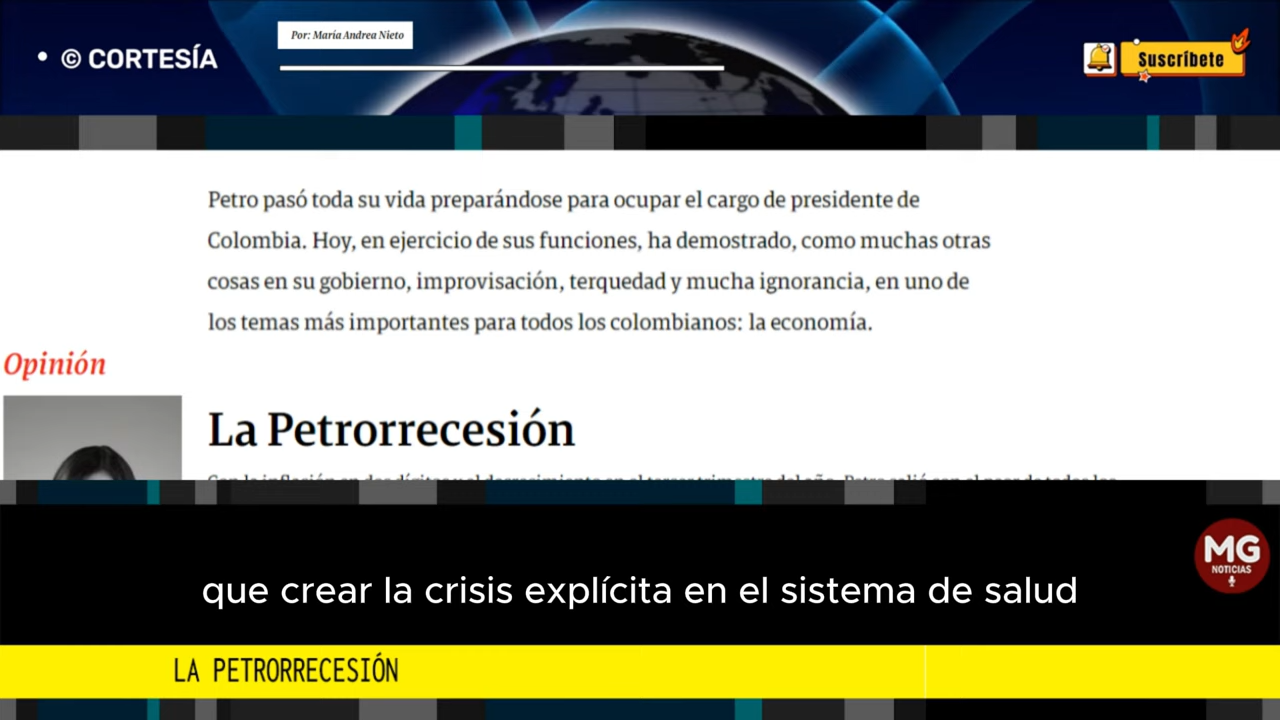 Por: María Andrea Nieto
• © CORTESÍA
Suscríbete
Petro pasó toda su vida preparándose para ocupar el cargo de presidente de
Colombia. Hoy, en ejercicio de sus funciones, ha demostrado, como muchas otras
cosas en su gobierno, improvisación, terquedad y mucha ignorancia, en uno de
los temas más importantes para todos los colombianos: la economía.
Opinión
La Petrorrecesión
MG
NOTICIAS
que crear la crisis explícita en el sistema de salud
LA PETRORRECESIÓN